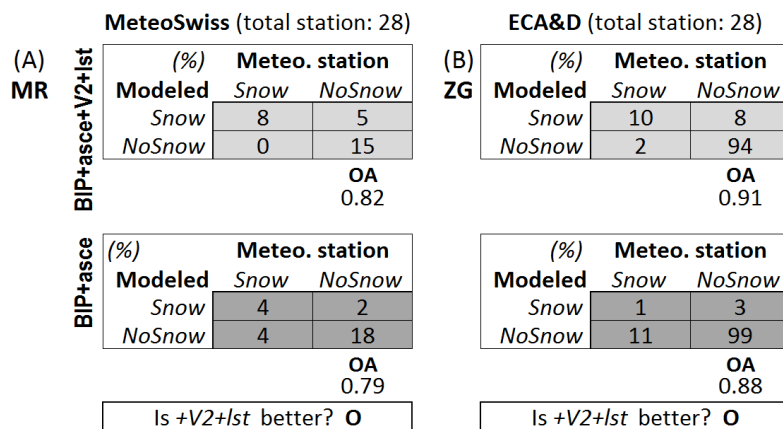 MeteoSwiss (total station: 28)
(A)
MR
BIP+asce+V2+lst
(%) Meteo. station
Modeled Snow NoSnow
Snow 8 5
NoSnow 0 15
OA
0.82
BIP+asce
(%) Meteo. station
Modeled Snow NoSnow
Snow 4 2
NoSnow 4 18
OA
0.79
Is +V2+lst better? O
ECA&D (total station: 28)
(B)
ZG
(%) Meteo. station
Modeled Snow NoSnow
Snow 10 8
NoSnow 2 94
OA
0.91
(%) Meteo. station
Modeled Snow NoSnow
Snow 1 3
NoSnow 11 99
OA
0.88
Is +V2+lst better? O